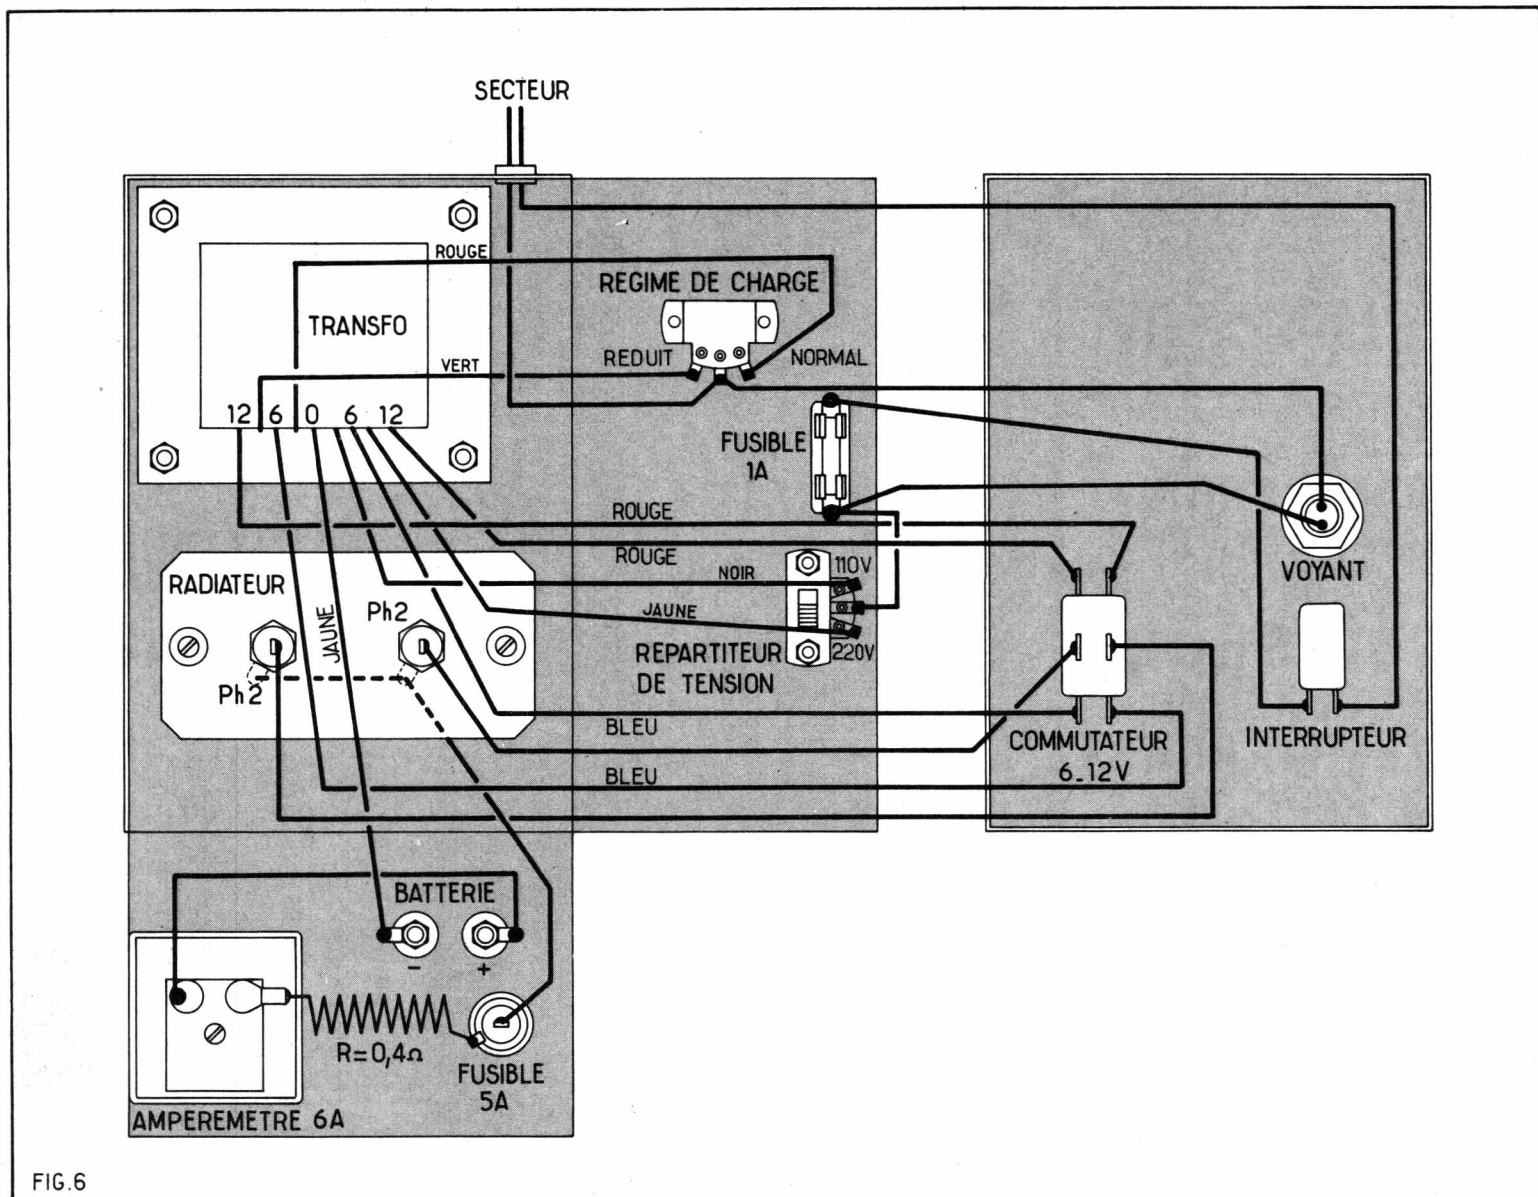 SECTEUR
ROUGE
REGIME DE CHARGE
TRANSFO
REDUIT
NORMAL
VERT
12 6 0 6 12
FUSIBLE
1A
ROUGE
ROUGE
VOYANT
RADIATEUR
NOIR
110V
Ph2
JAUNE
JAUNE
REPARTITEUR
DE TENSION
220V
Ph2
BLEU
COMMUTATEUR
6_12V
INTERRUPTEUR
BLEU
BATTERIE
- +
R=0,4Ω
FUSIBLE
5A
AMPEREMETRE 6A
FIG.6